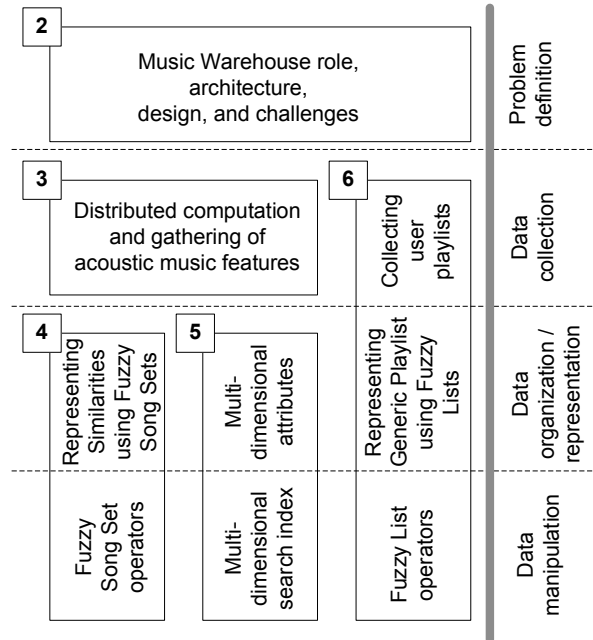 2
Music Warehouse role,
architecture,
design, and challenges
Problem
definition
3
Distributed computation
and gathering of
acoustic music features
6
Collecting
user
playlists
Data
collection
4
Representing
Similarities
using Fuzzy
Song Sets
5
Multi-
dimensional
attributes
Representing
Generic Playlist
using Fuzzy
Lists
Data
organization /
representation
Fuzzy
Song Set
operators
Multi-
dimensional
search index
Fuzzy List
operators
Data
manipulation